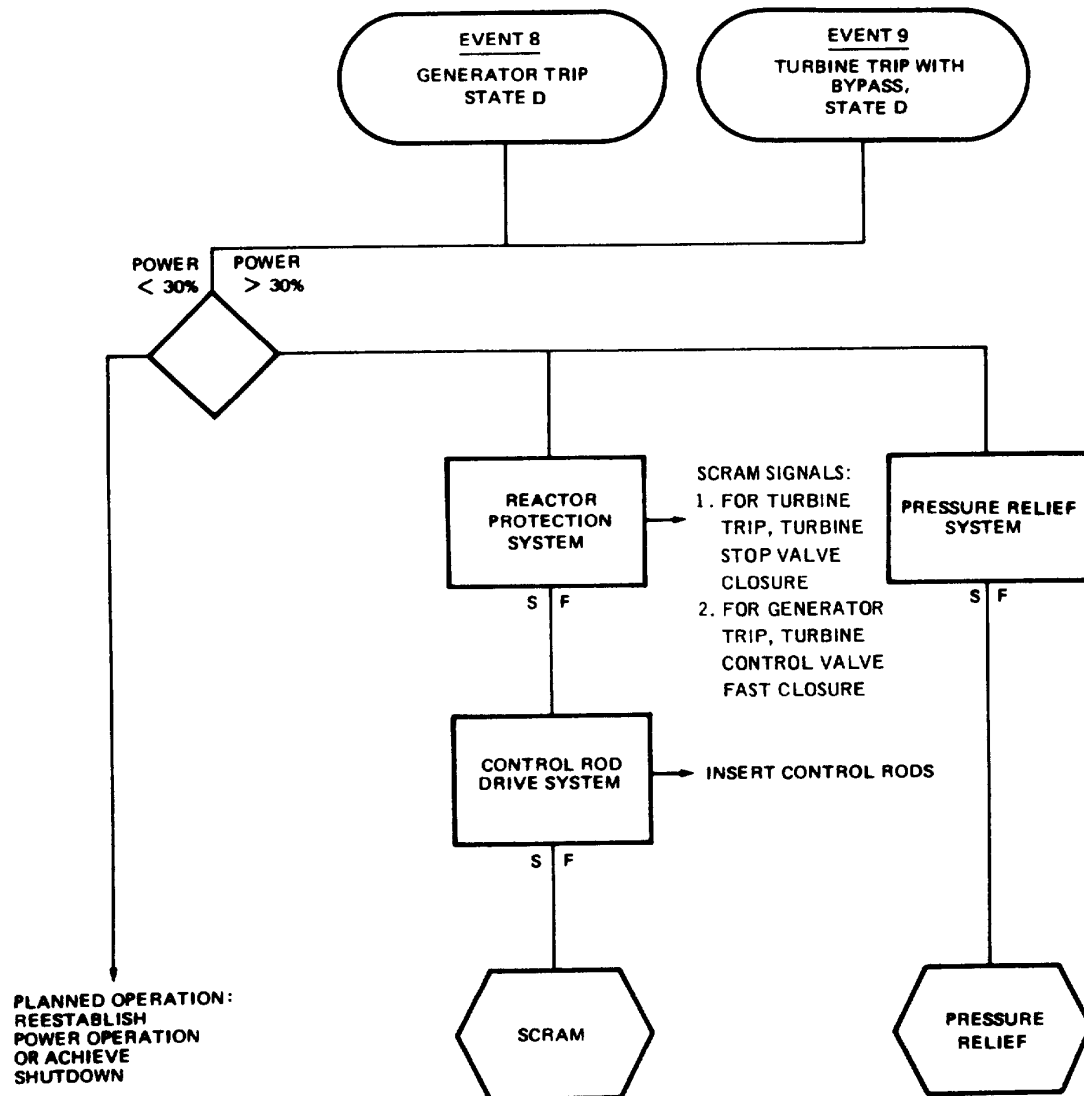 EVENT 8
GENERATOR TRIP
STATE D
EVENT 9
TURBINE TRIP WITH
BYPASS,
STATE D
POWER
< 30%
POWER
> 30%
REACTOR
PROTECTION
SYSTEM
SCRAM SIGNALS:
1. FOR TURBINE
TRIP, TURBINE
STOP VALVE
CLOSURE
2. FOR GENERATOR
TRIP, TURBINE
CONTROL VALVE
FAST CLOSURE
PRESSURE RELIEF
SYSTEM
S F
S F
CONTROL ROD
DRIVE SYSTEM
INSERT CONTROL RODS
S F
PLANNED OPERATION:
REESTABLISH
POWER OPERATION
OR ACHIEVE
SHUTDOWN
SCRAM
PRESSURE
RELIEF